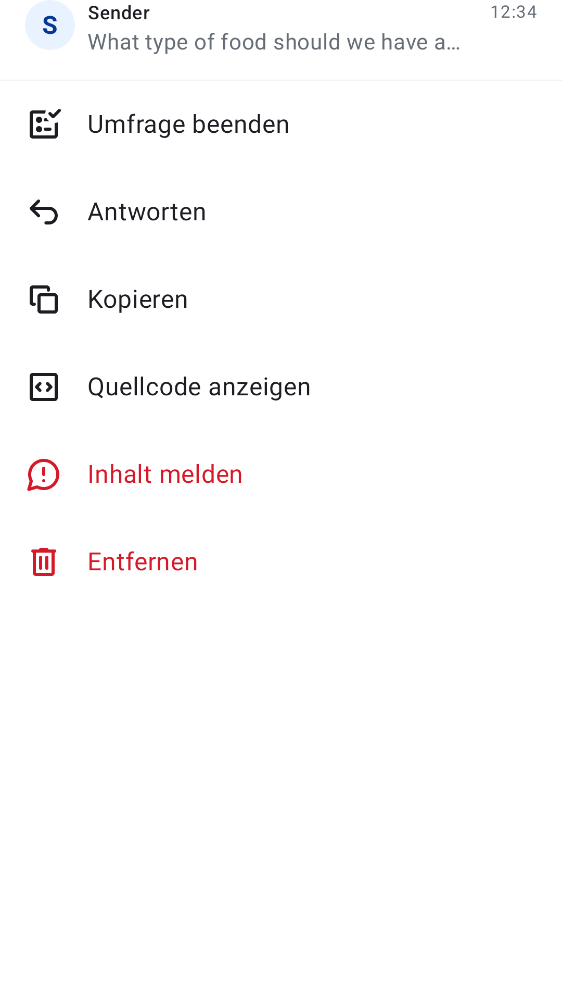 S
Sender
12:34
What type of food should we have a…
Umfrage beenden
Antworten
Kopieren
Quellcode anzeigen
Inhalt melden
Entfernen